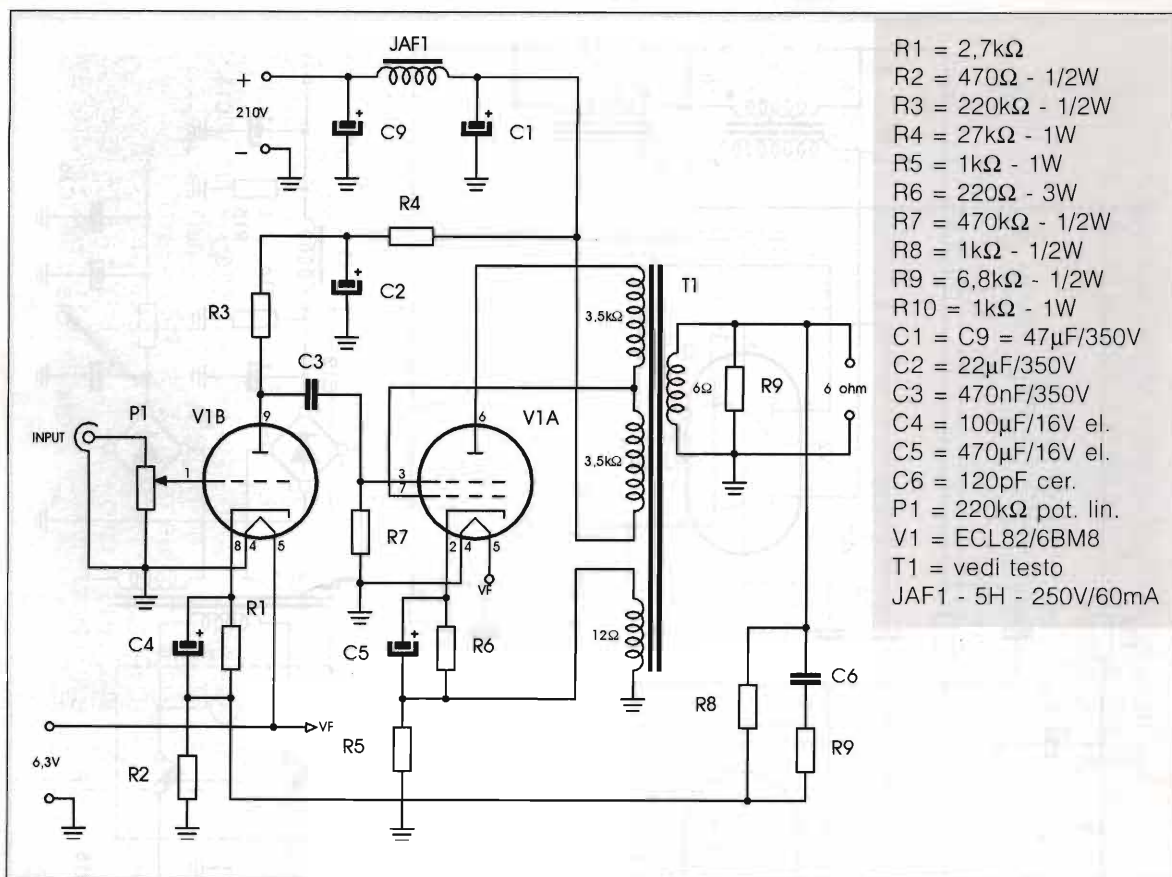 JAF1
+
210V
−
C9
+
C1
+
R4
R3
C2
+
C3
T1
3,5kΩ
P1
V1B
9
6
V1A
6Ω
R9
6 ohm
INPUT
1
3
7
3,5kΩ
R7
8
4
5
2
4
5
VF
R1
C4
+
C5
+
R6
12Ω
C6
R8
VF
R5
R9
6,3V
R2
R1 = 2,7kΩ
R2 = 470Ω - 1/2W
R3 = 220kΩ - 1/2W
R4 = 27kΩ - 1W
R5 = 1kΩ - 1W
R6 = 220Ω - 3W
R7 = 470kΩ - 1/2W
R8 = 1kΩ - 1/2W
R9 = 6,8kΩ - 1/2W
R10 = 1kΩ - 1W
C1 = C9 = 47µF/350V
C2 = 22µF/350V
C3 = 470nF/350V
C4 = 100µF/16V el.
C5 = 470µF/16V el.
C6 = 120pF cer.
P1 = 220kΩ pot. lin.
V1 = ECL82/6BM8
T1 = vedi testo
JAF1 - 5H - 250V/60mA